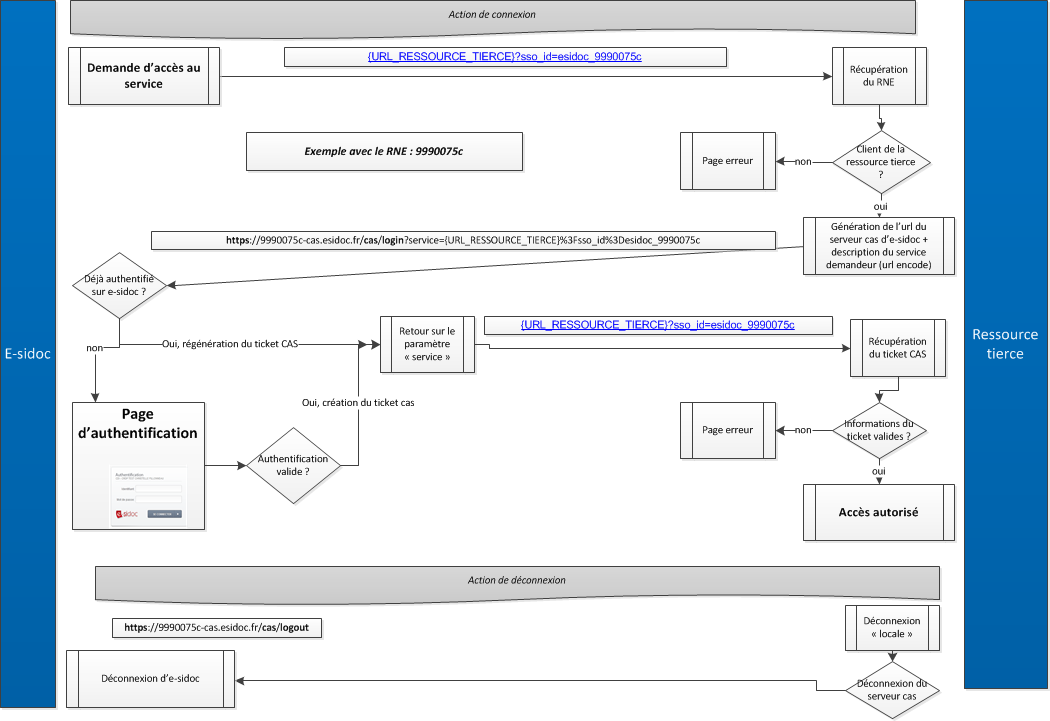 Action de connexion
{URL_RESSOURCE_TIERCE}?sso_id=esidoc_9990075c
Demande d'accès au
service
Récupération
du RNE
Exemple avec le RNE : 9990075c
Page erreur
non
Client de la
ressource tierce
?
oui
https://9990075c-cas.esidoc.fr/cas/login?service={URL_RESSOURCE_TIERCE}%3Fsso_id%3Desidoc_9990075c
Génération de l'url du
serveur cas d'e-sidoc +
description du service
demandeur (url encode)
Déjà authentifié
sur e-sidoc ?
E-sidoc
Ressource
tierce
non
Oui, régénération du ticket CAS
Retour sur le
paramètre
« service »
{URL_RESSOURCE_TIERCE}?sso_id=esidoc_9990075c
Récupération
du ticket CAS
Oui, création du ticket cas
Page
d'authentification
Authentification
sidoc
Authentification
valide ?
Page erreur
non
Informations du
ticket valides ?
oui
Accès autorisé
Action de déconnexion
https://9990075c-cas.esidoc.fr/cas/logout
Déconnexion
« locale »
Déconnexion d'e-sidoc
Déconnexion du
serveur cas